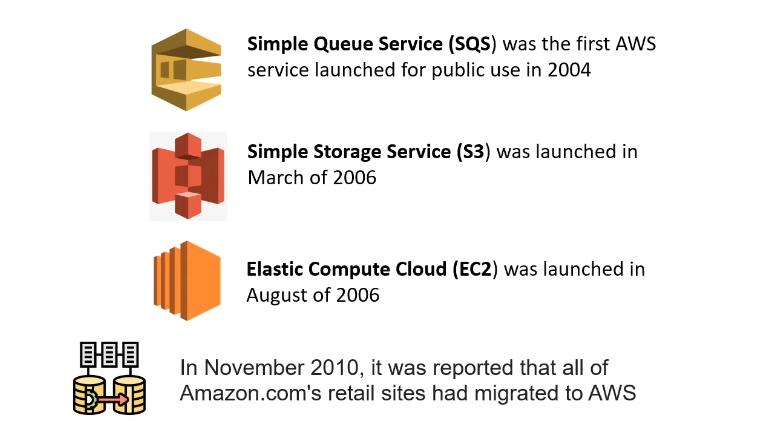 Simple Queue Service (SQS) was the first AWS
service launched for public use in 2004
Simple Storage Service (S3) was launched in
March of 2006
Elastic Compute Cloud (EC2) was launched in
August of 2006
In November 2010, it was reported that all of
Amazon.com's retail sites had migrated to AWS